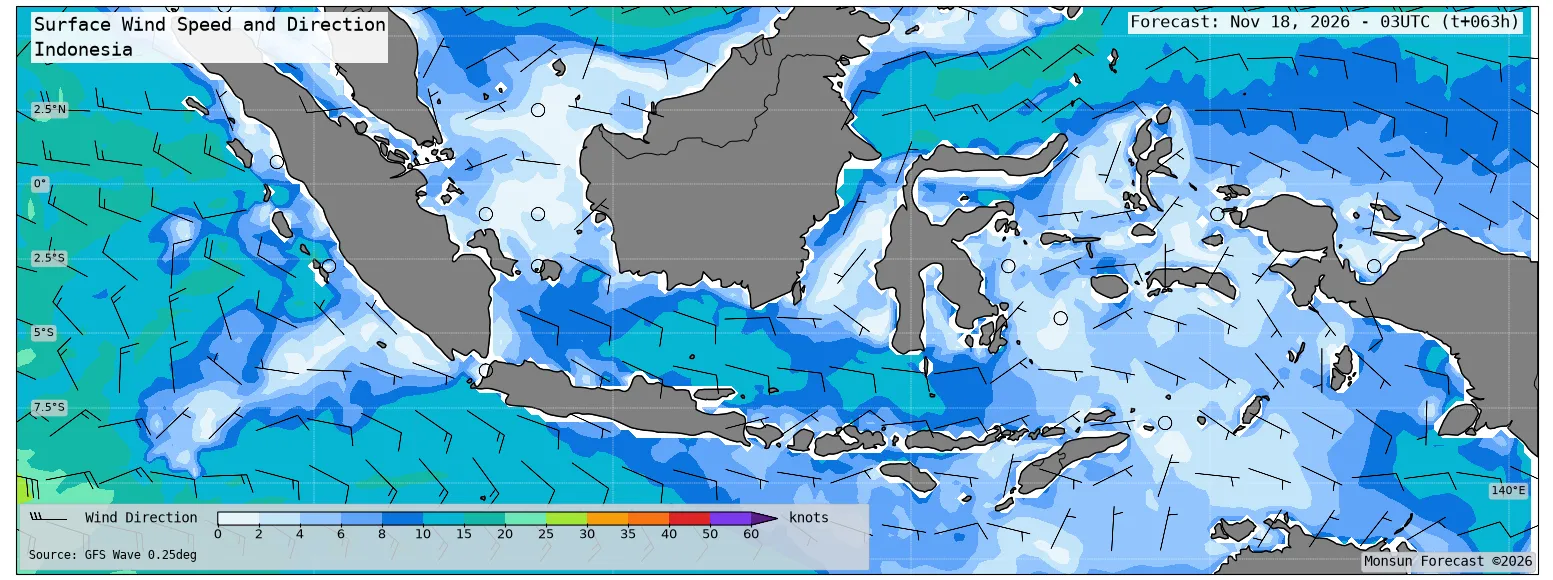 Surface Wind Speed and Direction
Indonesia
Forecast: Nov 18, 2026 - 03UTC (t+063h)
2.5°N
0°
2.5°S
5°S
7.5°S
140°E
Wind Direction
0 2 4 6 8 10 15 20 25 30 35 40 50 60
knots
Source: GFS Wave 0.25deg
Monsun Forecast ©2026